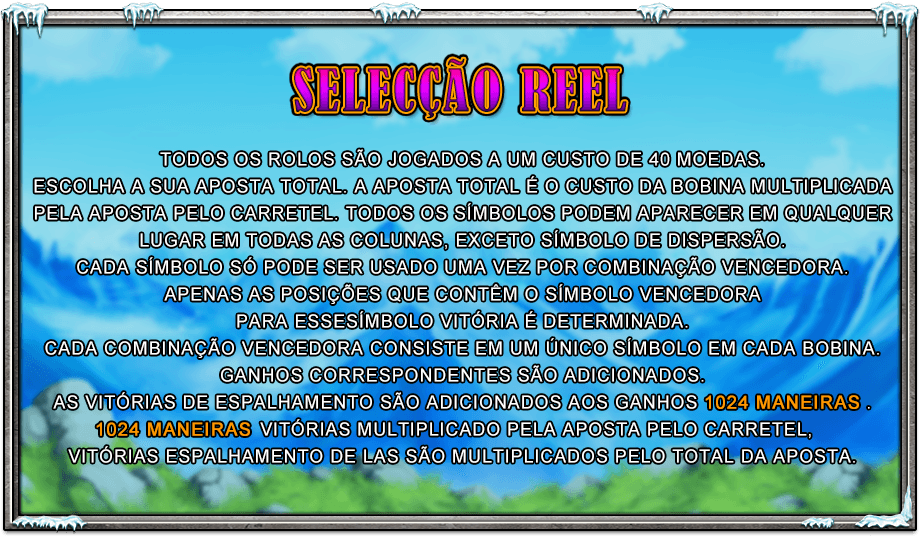 SELECÇÃO REEL
TODOS OS ROLOS SÃO JOGADOS A UM CUSTO DE 40 MOEDAS.
ESCOLHA A SUA APOSTA TOTAL. A APOSTA TOTAL É O CUSTO DA BOBINA MULTIPLICADA
PELA APOSTA PELO CARRETEL. TODOS OS SÍMBOLOS PODEM APARECER EM QUALQUER
LUGAR EM TODAS AS COLUNAS, EXCETO SÍMBOLO DE DISPERSÃO.
CADA SÍMBOLO SÓ PODE SER USADO UMA VEZ POR COMBINAÇÃO VENCEDORA.
APENAS AS POSIÇÕES QUE CONTÊM O SÍMBOLO VENCEDORA
PARA ESSESÍMBOLO VITÓRIA É DETERMINADA.
CADA COMBINAÇÃO VENCEDORA CONSISTE EM UM ÚNICO SÍMBOLO EM CADA BOBINA.
GANHOS CORRESPONDENTES SÃO ADICIONADOS.
AS VITÓRIAS DE ESPALHAMENTO SÃO ADICIONADOS AOS GANHOS 1024 MANEIRAS .
1024 MANEIRAS VITÓRIAS MULTIPLICADO PELA APOSTA PELO CARRETEL,
VITÓRIAS ESPALHAMENTO DE LAS SÃO MULTIPLICADOS PELO TOTAL DA APOSTA.